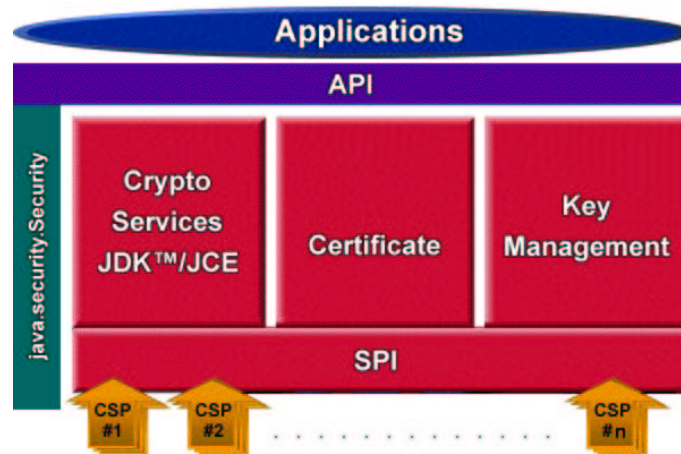 Applications
API
java.security.Security
Crypto
Services
JDK™/JCE
Certificate
Key
Management
SPI
CSP
#1
CSP
#2
CSP
#n